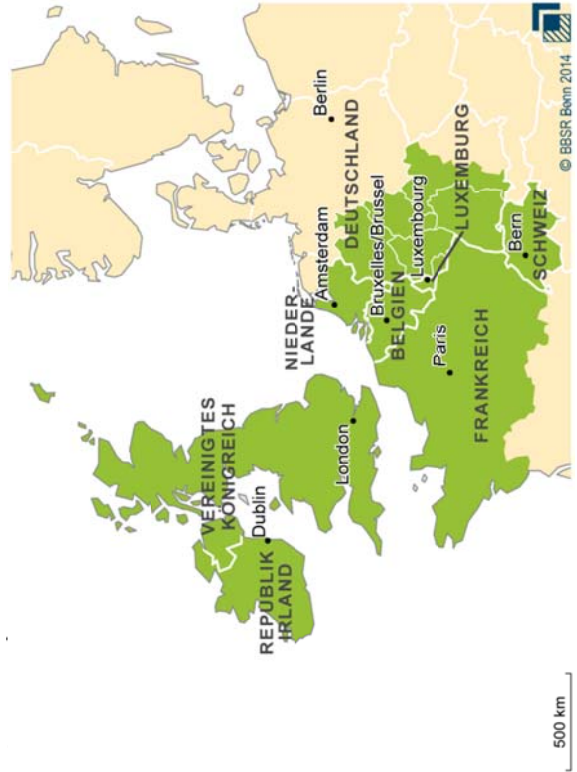 VEREINIGTES
KÖNIGREICH
REPUBLIK
IRLAND
Dublin
London
NIEDER-
LANDE
Amsterdam
Berlin
DEUTSCHLAND
Bruxelles/Brussel
BELGIEN
Luxembourg
LUXEMBURG
Paris
FRANKREICH
Bern
SCHWEIZ
500 km
© BBSR Bonn 2014